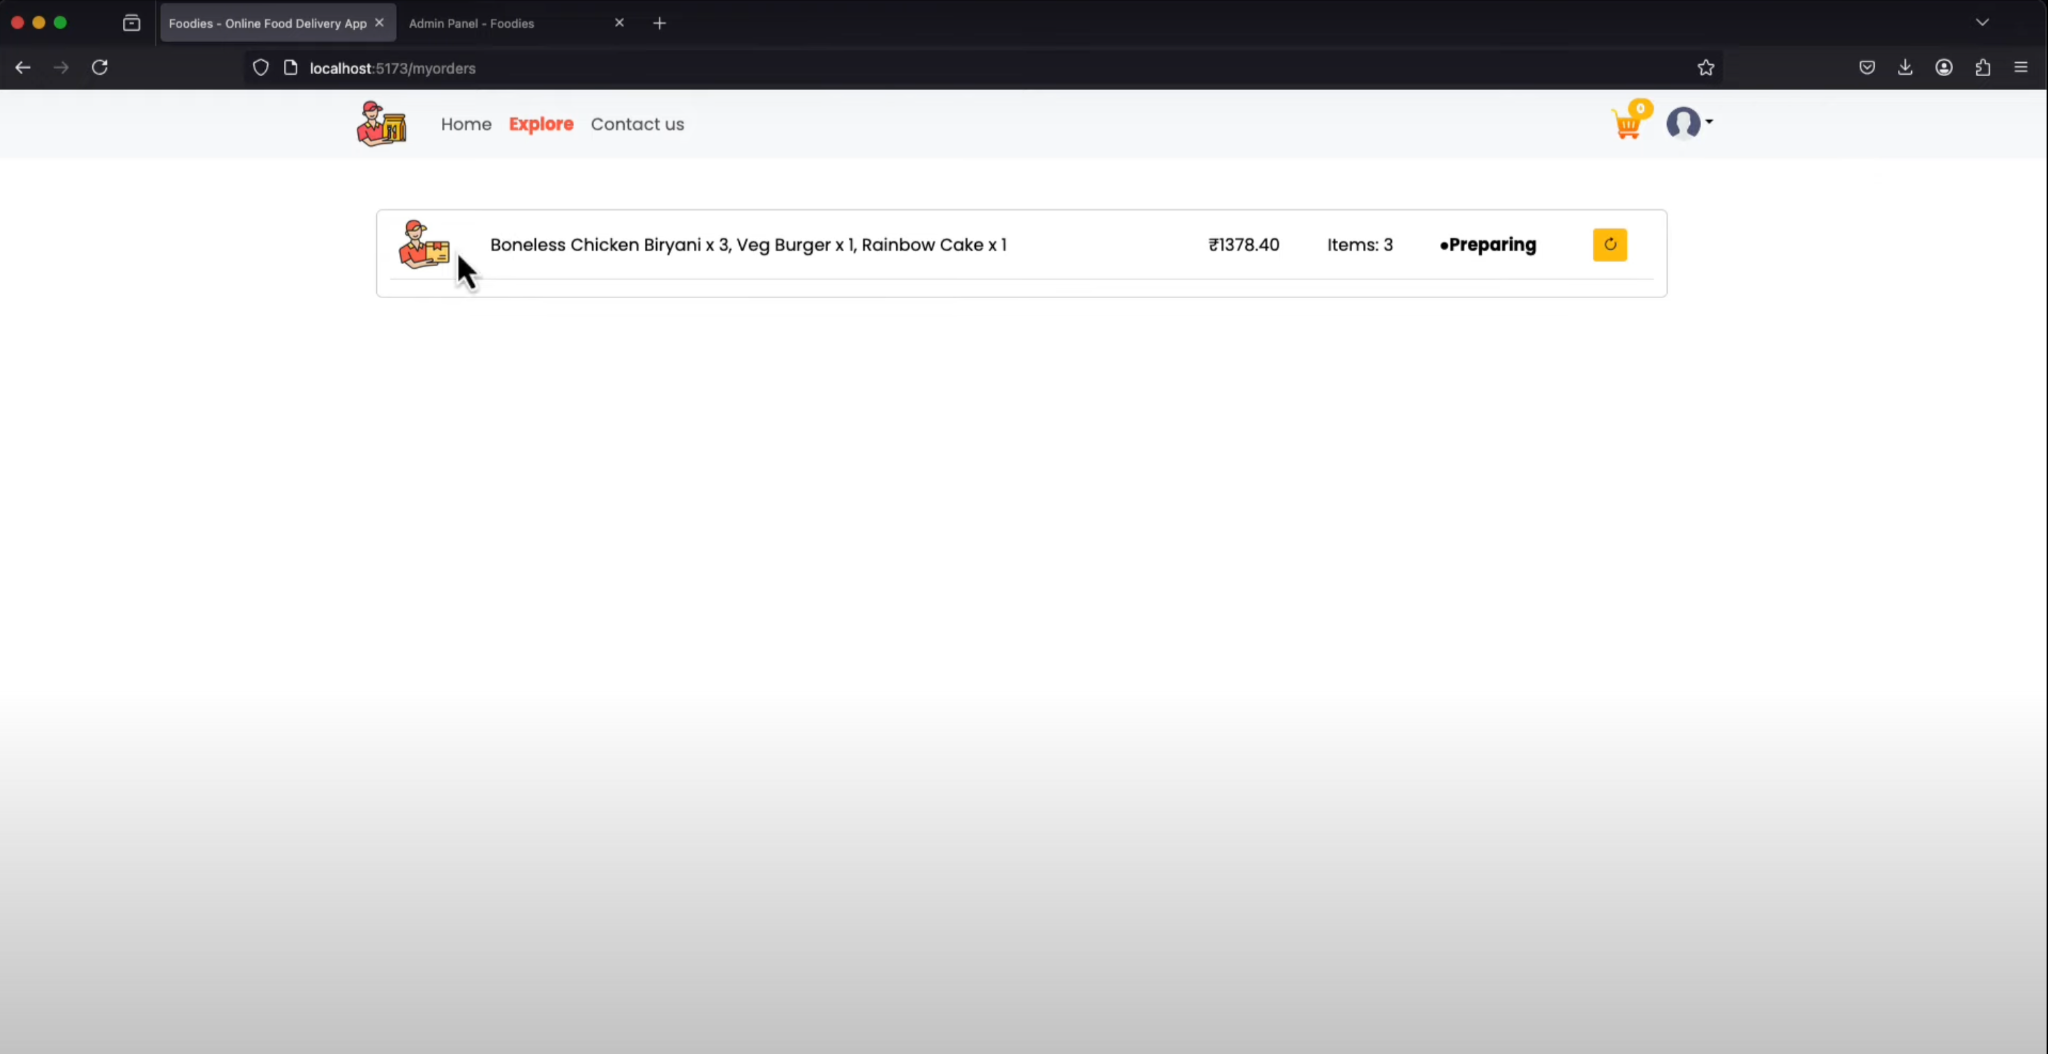 Foodies - Online Food Delivery App
Admin Panel - Foodies
localhost:5173/myorders
Home Explore Contact us 0
Boneless Chicken Biryani x 3, Veg Burger x 1, Rainbow Cake x 1 ₹1378.40 Items: 3 •Preparing